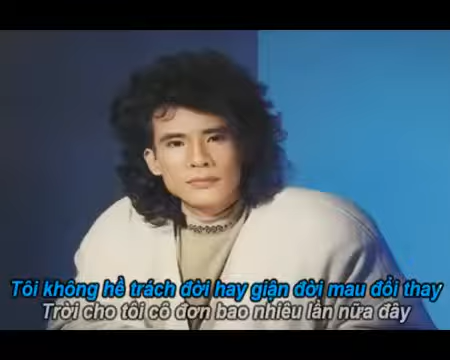 Tôi không hề trách đời hay giận đời mau đổi thay
Trời cho tôi cô đơn bao nhiêu lần nữa đây